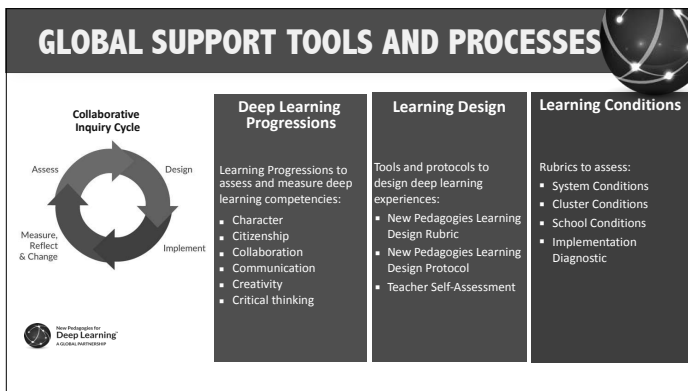 GLOBAL SUPPORT TOOLS AND PROCESSES
Collaborative
Inquiry Cycle
Assess
Design
Measure,
Reflect
& Change
Implement
New Pedagogies for
Deep Learning™
A GLOBAL PARTNERSHIP
Deep Learning
Progressions
Learning Progressions to
assess and measure deep
learning competencies:
▪ Character
▪ Citizenship
▪ Collaboration
▪ Communication
▪ Creativity
▪ Critical thinking
Learning Design
Tools and protocols to
design deep learning
experiences:
▪ New Pedagogies Learning
Design Rubric
▪ New Pedagogies Learning
Design Protocol
▪ Teacher Self-Assessment
Learning Conditions
Rubrics to assess:
▪ System Conditions
▪ Cluster Conditions
▪ School Conditions
▪ Implementation
Diagnostic